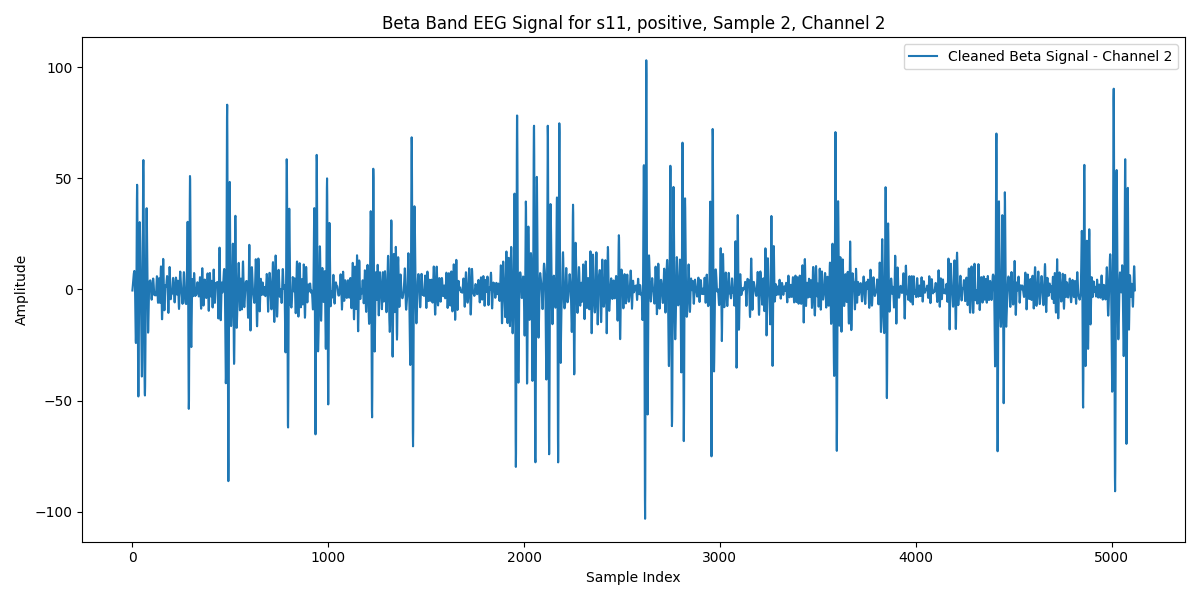 Beta Band EEG Signal for s11, positive, Sample 2, Channel 2
Cleaned Beta Signal - Channel 2
Amplitude
100
50
0
−50
−100
0 1000 2000 3000 4000 5000
Sample Index